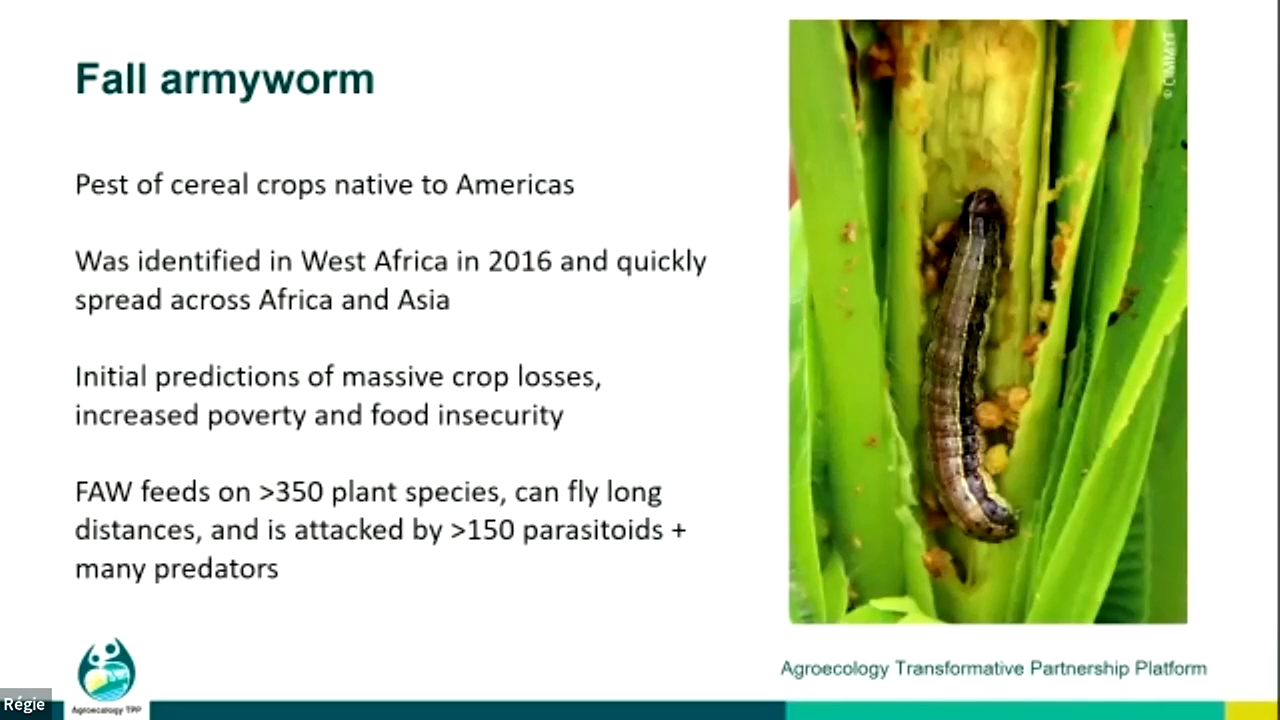 Fall armyworm
Pest of cereal crops native to Americas
Was identified in West Africa in 2016 and quickly
spread across Africa and Asia
Initial predictions of massive crop losses,
increased poverty and food insecurity
FAW feeds on >350 plant species, can fly long
distances, and is attacked by >150 parasitoids +
many predators
© CIMMYT
Agroecology Transformative Partnership Platform
Régie
Agroecology TPP